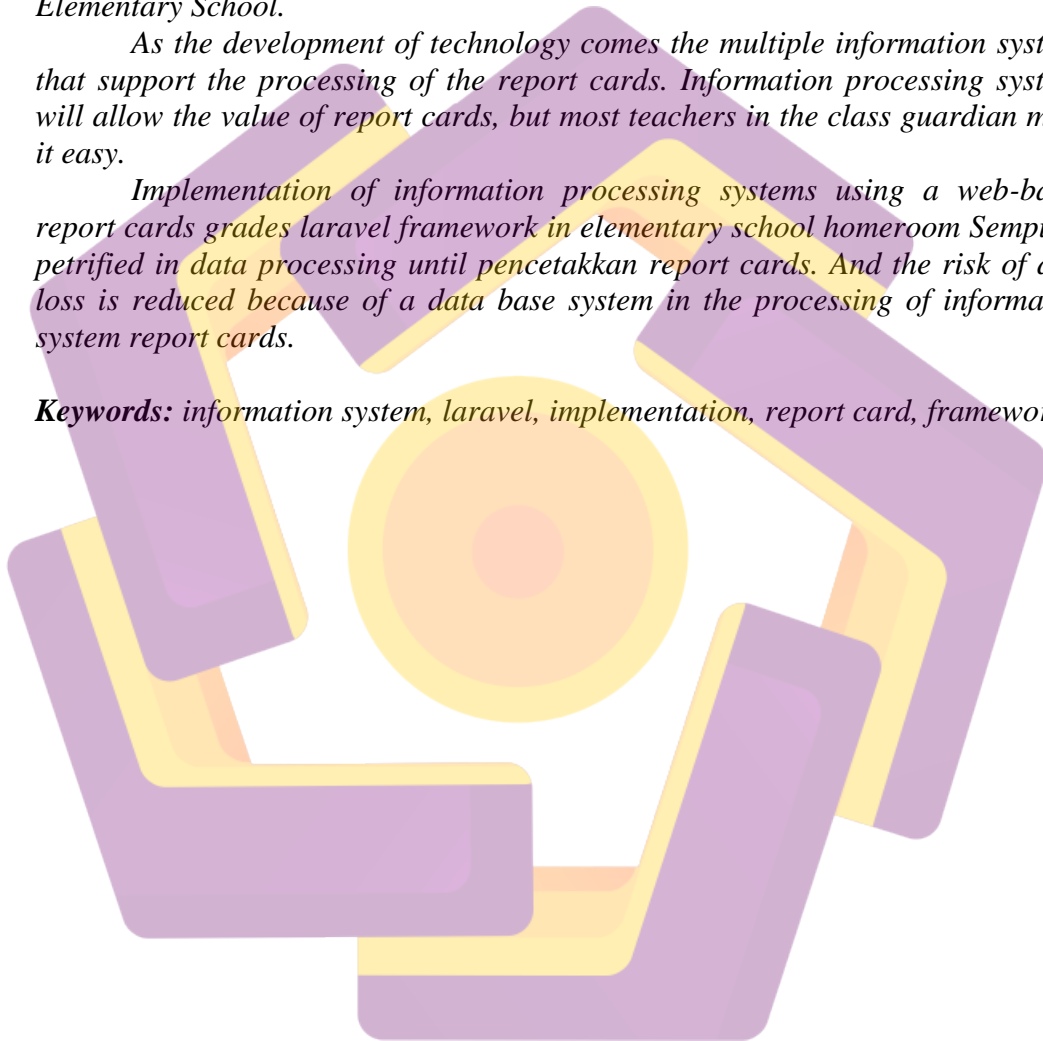 Elementary School.
As the development of technology comes the multiple information syst
that support the processing of the report cards. Information processing syst
will allow the value of report cards, but most teachers in the class guardian m
it easy.
Implementation of information processing systems using a web-ba
report cards grades laravel framework in elementary school homeroom Sempu
petrified in data processing until pencetakkan report cards. And the risk of d
loss is reduced because of a data base system in the processing of informa
system report cards.
Keywords: information system, laravel, implementation, report card, framewor